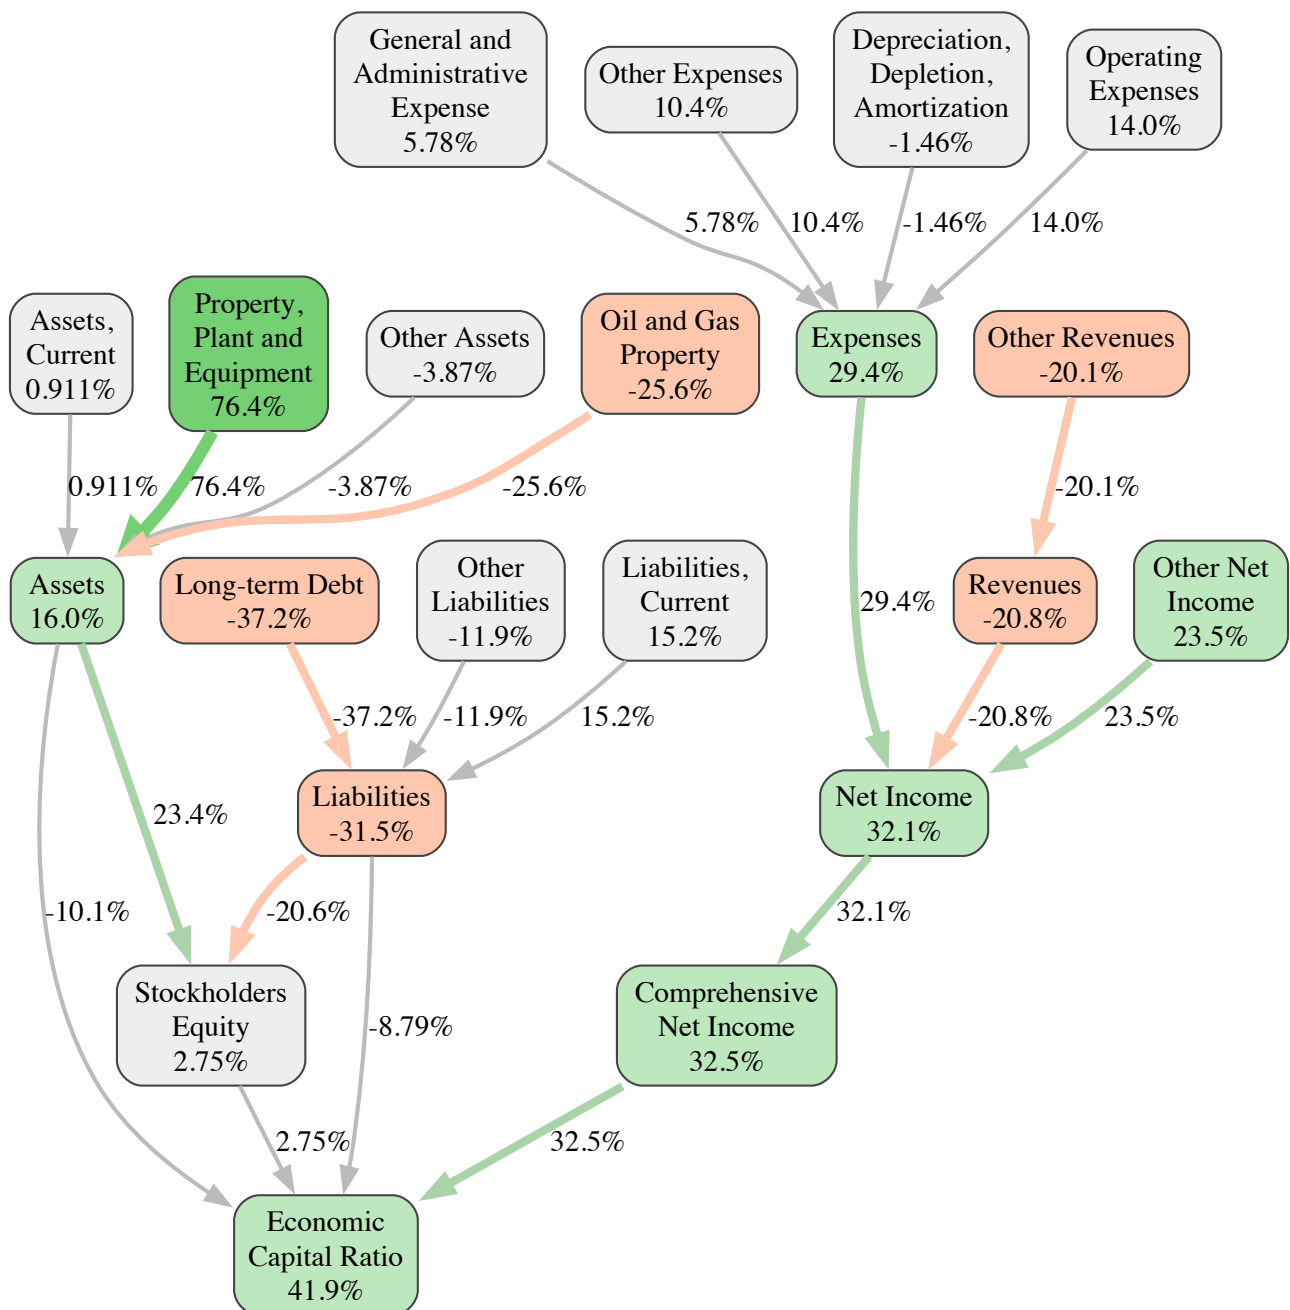 General and
Administrative
Expense
5.78%
Other Expenses
10.4%
Depreciation,
Depletion,
Amortization
-1.46%
Operating
Expenses
14.0%
5.78%
10.4%
-1.46%
14.0%
Assets,
Current
0.911%
Property,
Plant and
Equipment
76.4%
Other Assets
-3.87%
Oil and Gas
Property
-25.6%
Expenses
29.4%
Other Revenues
-20.1%
0.911%
76.4%
-3.87%
-25.6%
-20.1%
Assets
16.0%
Long-term Debt
-37.2%
Other
Liabilities
-11.9%
Liabilities,
Current
15.2%
29.4%
Revenues
-20.8%
Other Net
Income
23.5%
-37.2%
-11.9%
15.2%
-20.8%
23.5%
23.4%
Liabilities
-31.5%
Net Income
32.1%
-10.1%
-20.6%
32.1%
Stockholders
Equity
2.75%
-8.79%
Comprehensive
Net Income
32.5%
2.75%
32.5%
Economic
Capital Ratio
41.9%